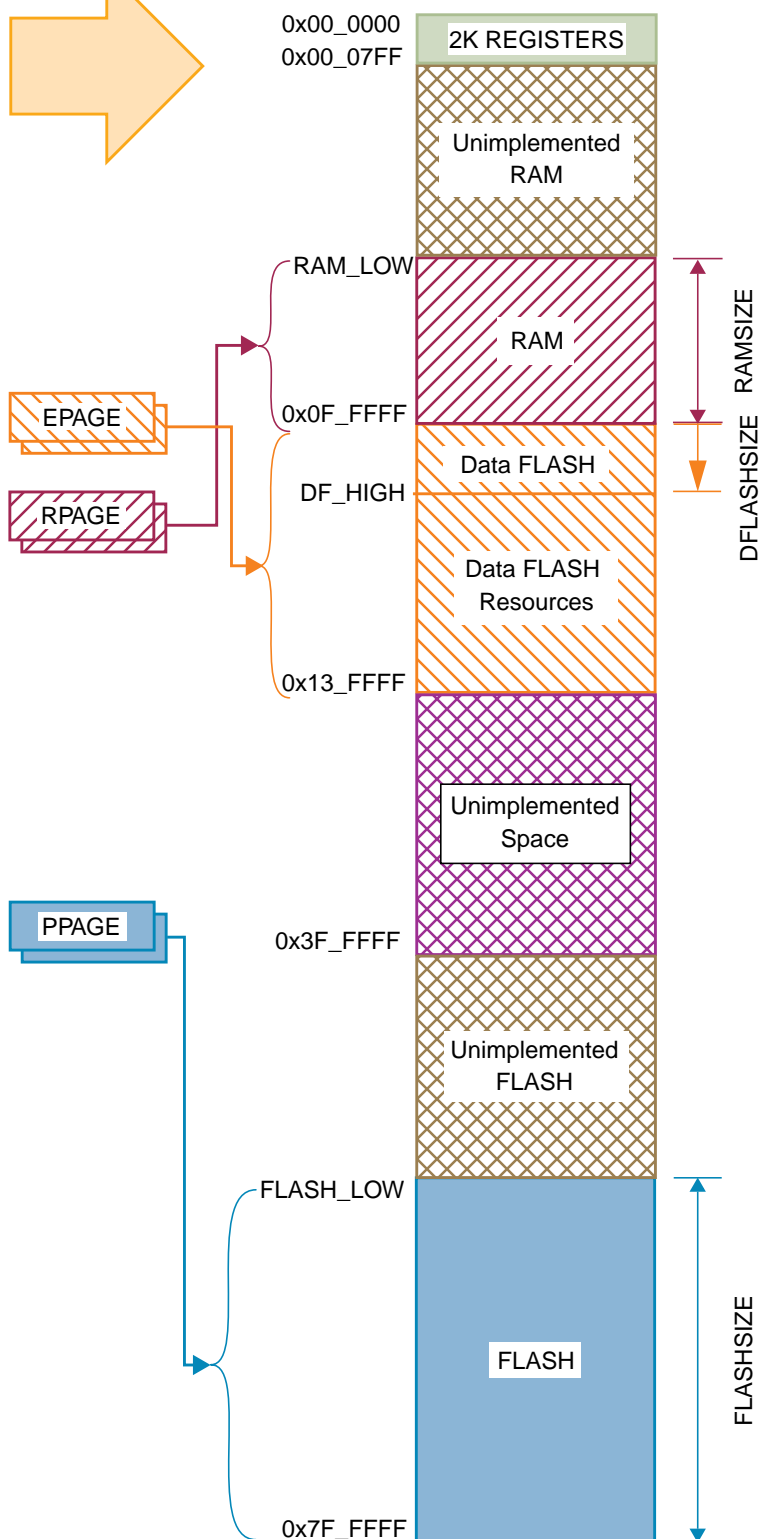 0x00_0000
2K REGISTERS
0x00_07FF
Unimplemented
RAM
RAM_LOW
RAM
RAMSIZE
0x0F_FFFF
EPAGE
Data FLASH
DF_HIGH
DFLASHSIZE
RPAGE
Data FLASH
Resources
0x13_FFFF
Unimplemented
Space
PPAGE
0x3F_FFFF
Unimplemented
FLASH
FLASH_LOW
FLASH
FLASHSIZE
0x7F_FFFF